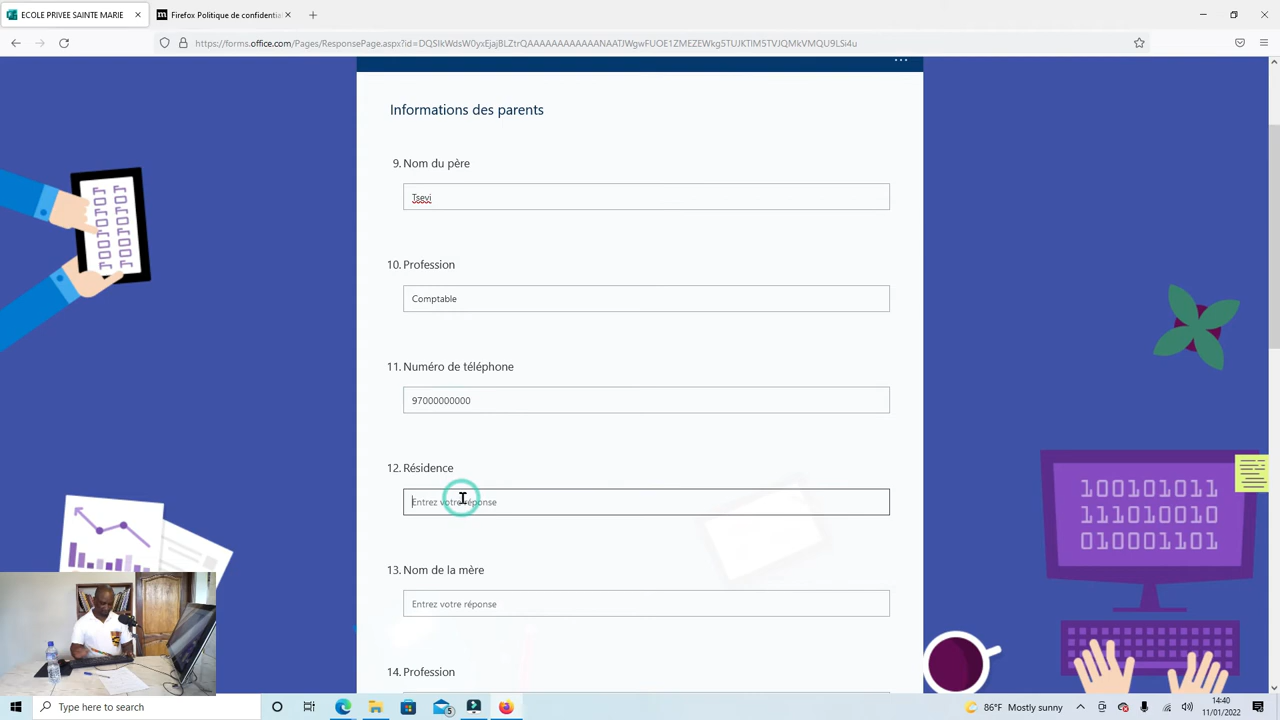 ECOLE PRIVEE SAINTE MARIE
Firefox Politique de confidentia
https://forms.office.com/Pages/ResponsePage.aspx?id=DQSIkWdsW0yxEjajBLZtrQAAAAAAAAAAAANAATJWgwFUOE1ZMEZEWkg5TUJKTlM5TVJQMkVMQU9LSi4u
Informations des parents
9. Nom du père
Tsevi
10. Profession
Comptable
11. Numéro de téléphone
97000000000
12. Résidence
Entrez votre réponse
13. Nom de la mère
Entrez votre réponse
14. Profession
100101011
111010010
010001101
Type here to search
5
86°F Mostly sunny
14:40
11/01/2022